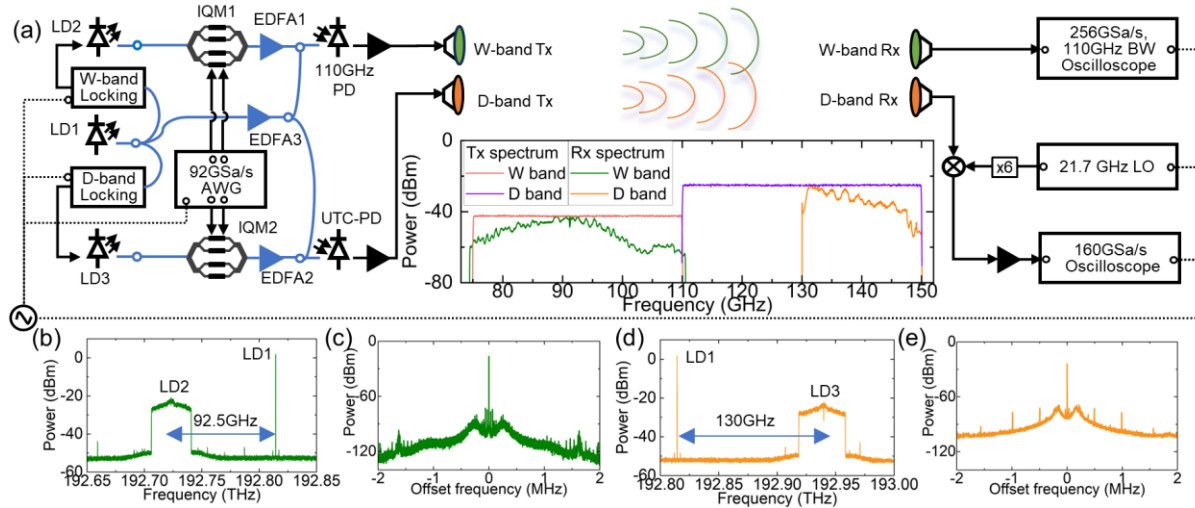 (a)
LD2
IQM1
EDFA1
W-band
Locking
110GHz
PD
W-band Tx
W-band Rx
256GSa/s,
110GHz BW
Oscilloscope
D-band Tx
D-band Rx
LD1
EDFA3
92GSa/s
AWG
D-band
Locking
x6
21.7 GHz LO
UTC-PD
LD3
IQM2
EDFA2
160GSa/s
Oscilloscope
Power (dBm)
0
-40
-80
Tx spectrum
Rx spectrum
W band
W band
D band
D band
80 90 100 110 120 130 140 150
Frequency (GHz)
(b)
Power (dBm)
0
-20
-40
-60
LD1
LD2
92.5GHz
192.65 192.70 192.75 192.80 192.85
Frequency (THz)
(c)
Power (dBm)
0
-60
-120
-2 -1 0 1 2
Offset frequency (MHz)
(d)
Power (dBm)
0
-20
-40
-60
LD1
LD3
130GHz
192.80 192.85 192.90 192.95 193.00
Frequency (THz)
(e)
Power (dBm)
0
-60
-120
-2 -1 0 1 2
Offset frequency (MHz)